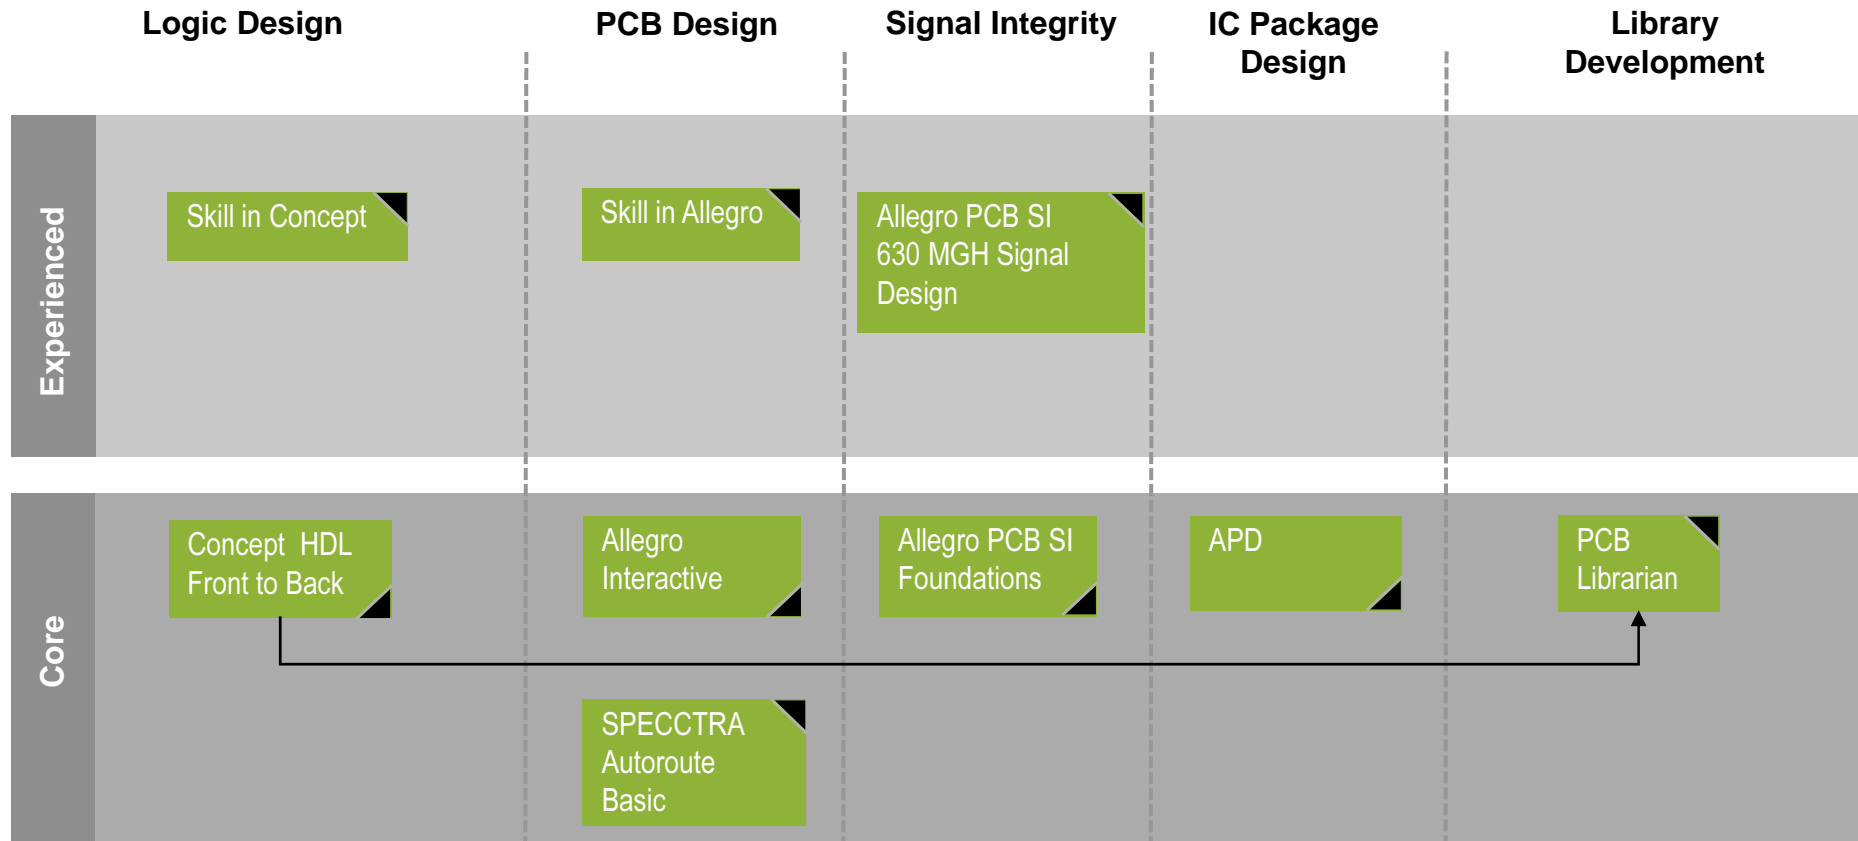 Logic Design
PCB Design
Signal Integrity
IC Package
Design
Library
Development
Experienced
Skill in Concept
Skill in Allegro
Allegro PCB SI
630 MGH Signal
Design
Core
Concept  HDL
Front to Back
Allegro
Interactive
Allegro PCB SI
Foundations
APD
PCB
Librarian
SPECCTRA
Autoroute
Basic